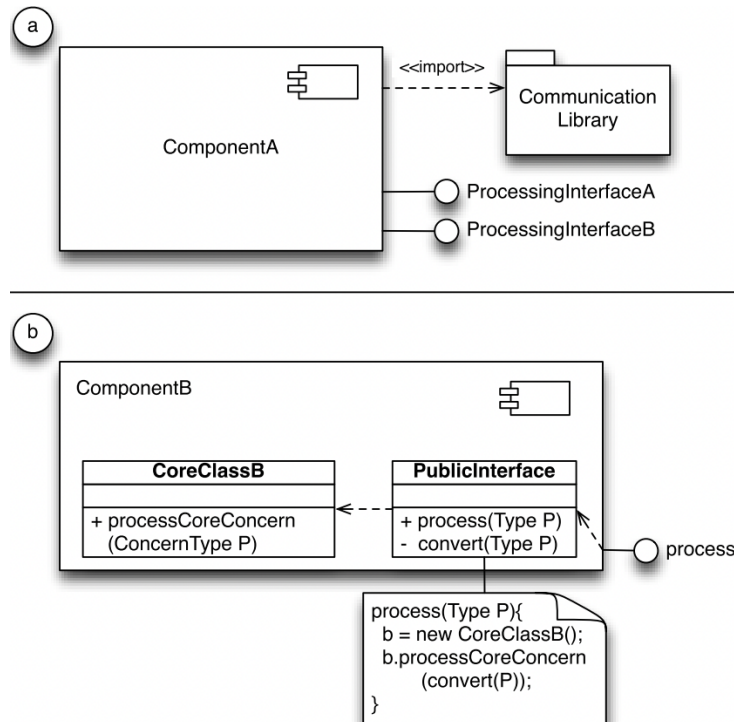 a
ComponentA
<<import>>
Communication
Library
ProcessingInterfaceA
ProcessingInterfaceB
b
ComponentB
CoreClassB
+ processCoreConcern
(ConcernType P)
PublicInterface
+ process(Type P)
- convert(Type P)
process
process(Type P){
b = new CoreClassB();
b.processCoreConcern
(convert(P));
}